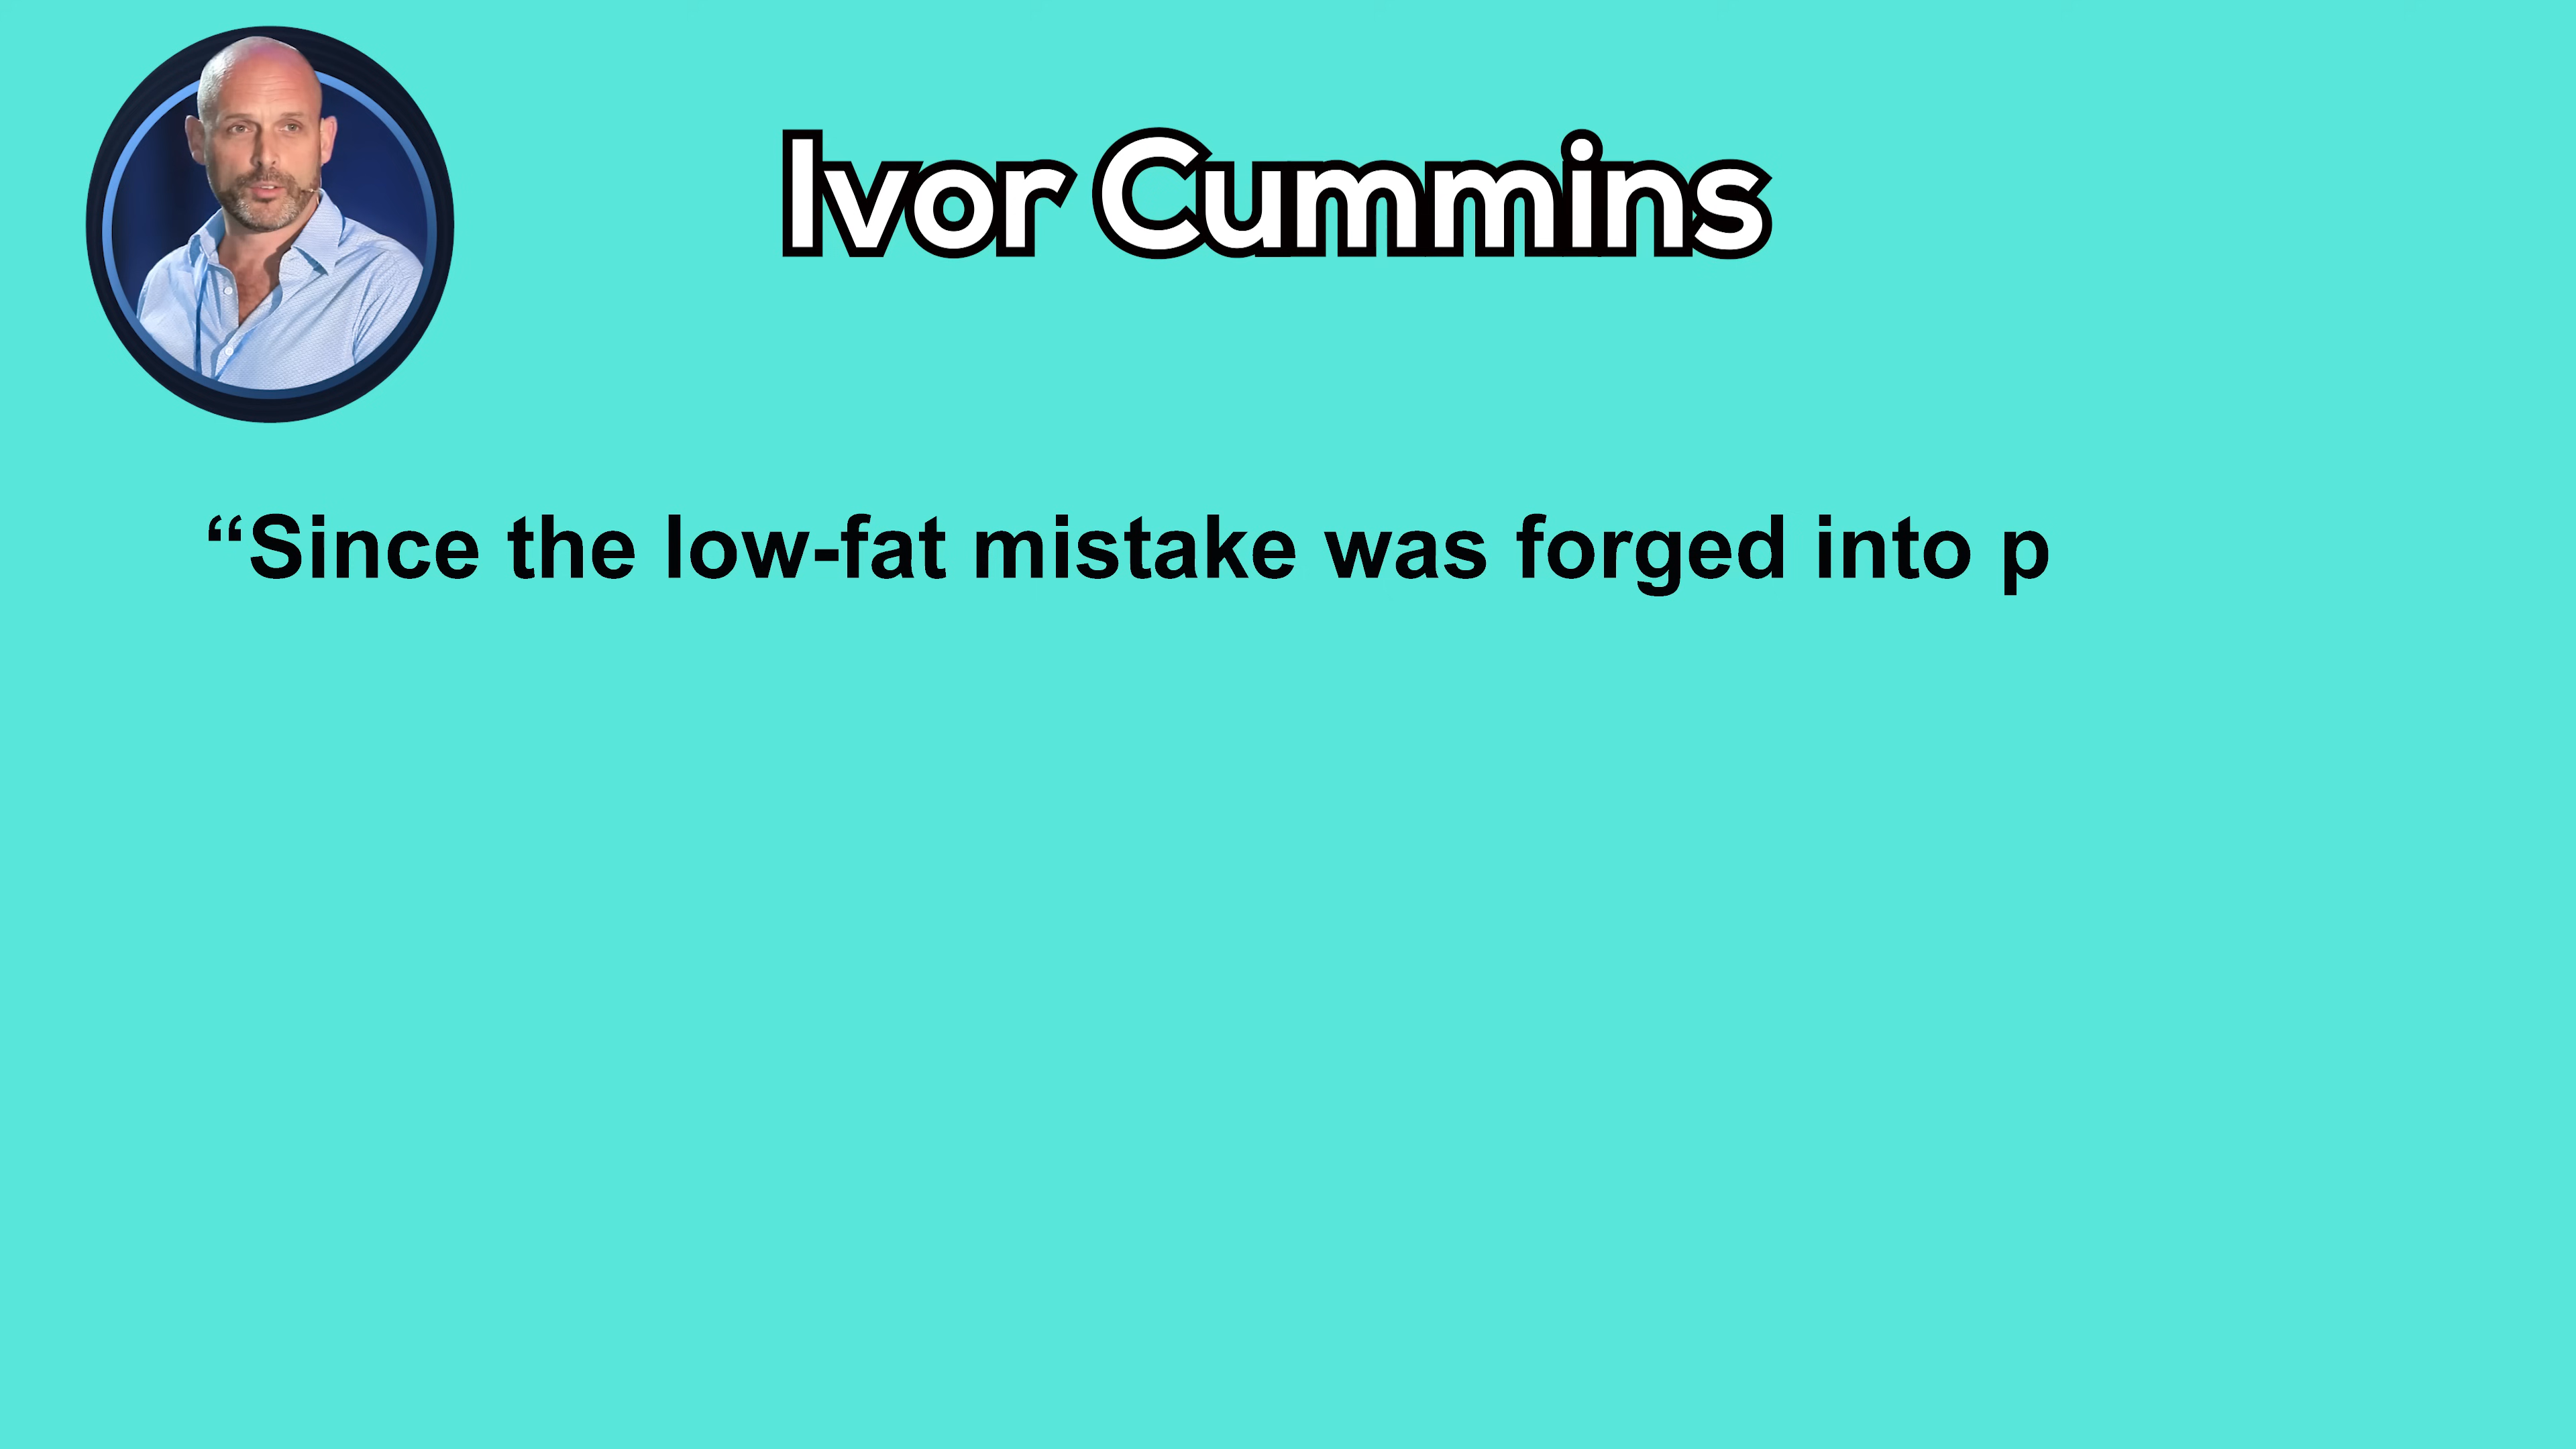 Ivor Cummins
“Since the low-fat mistake was forged into p